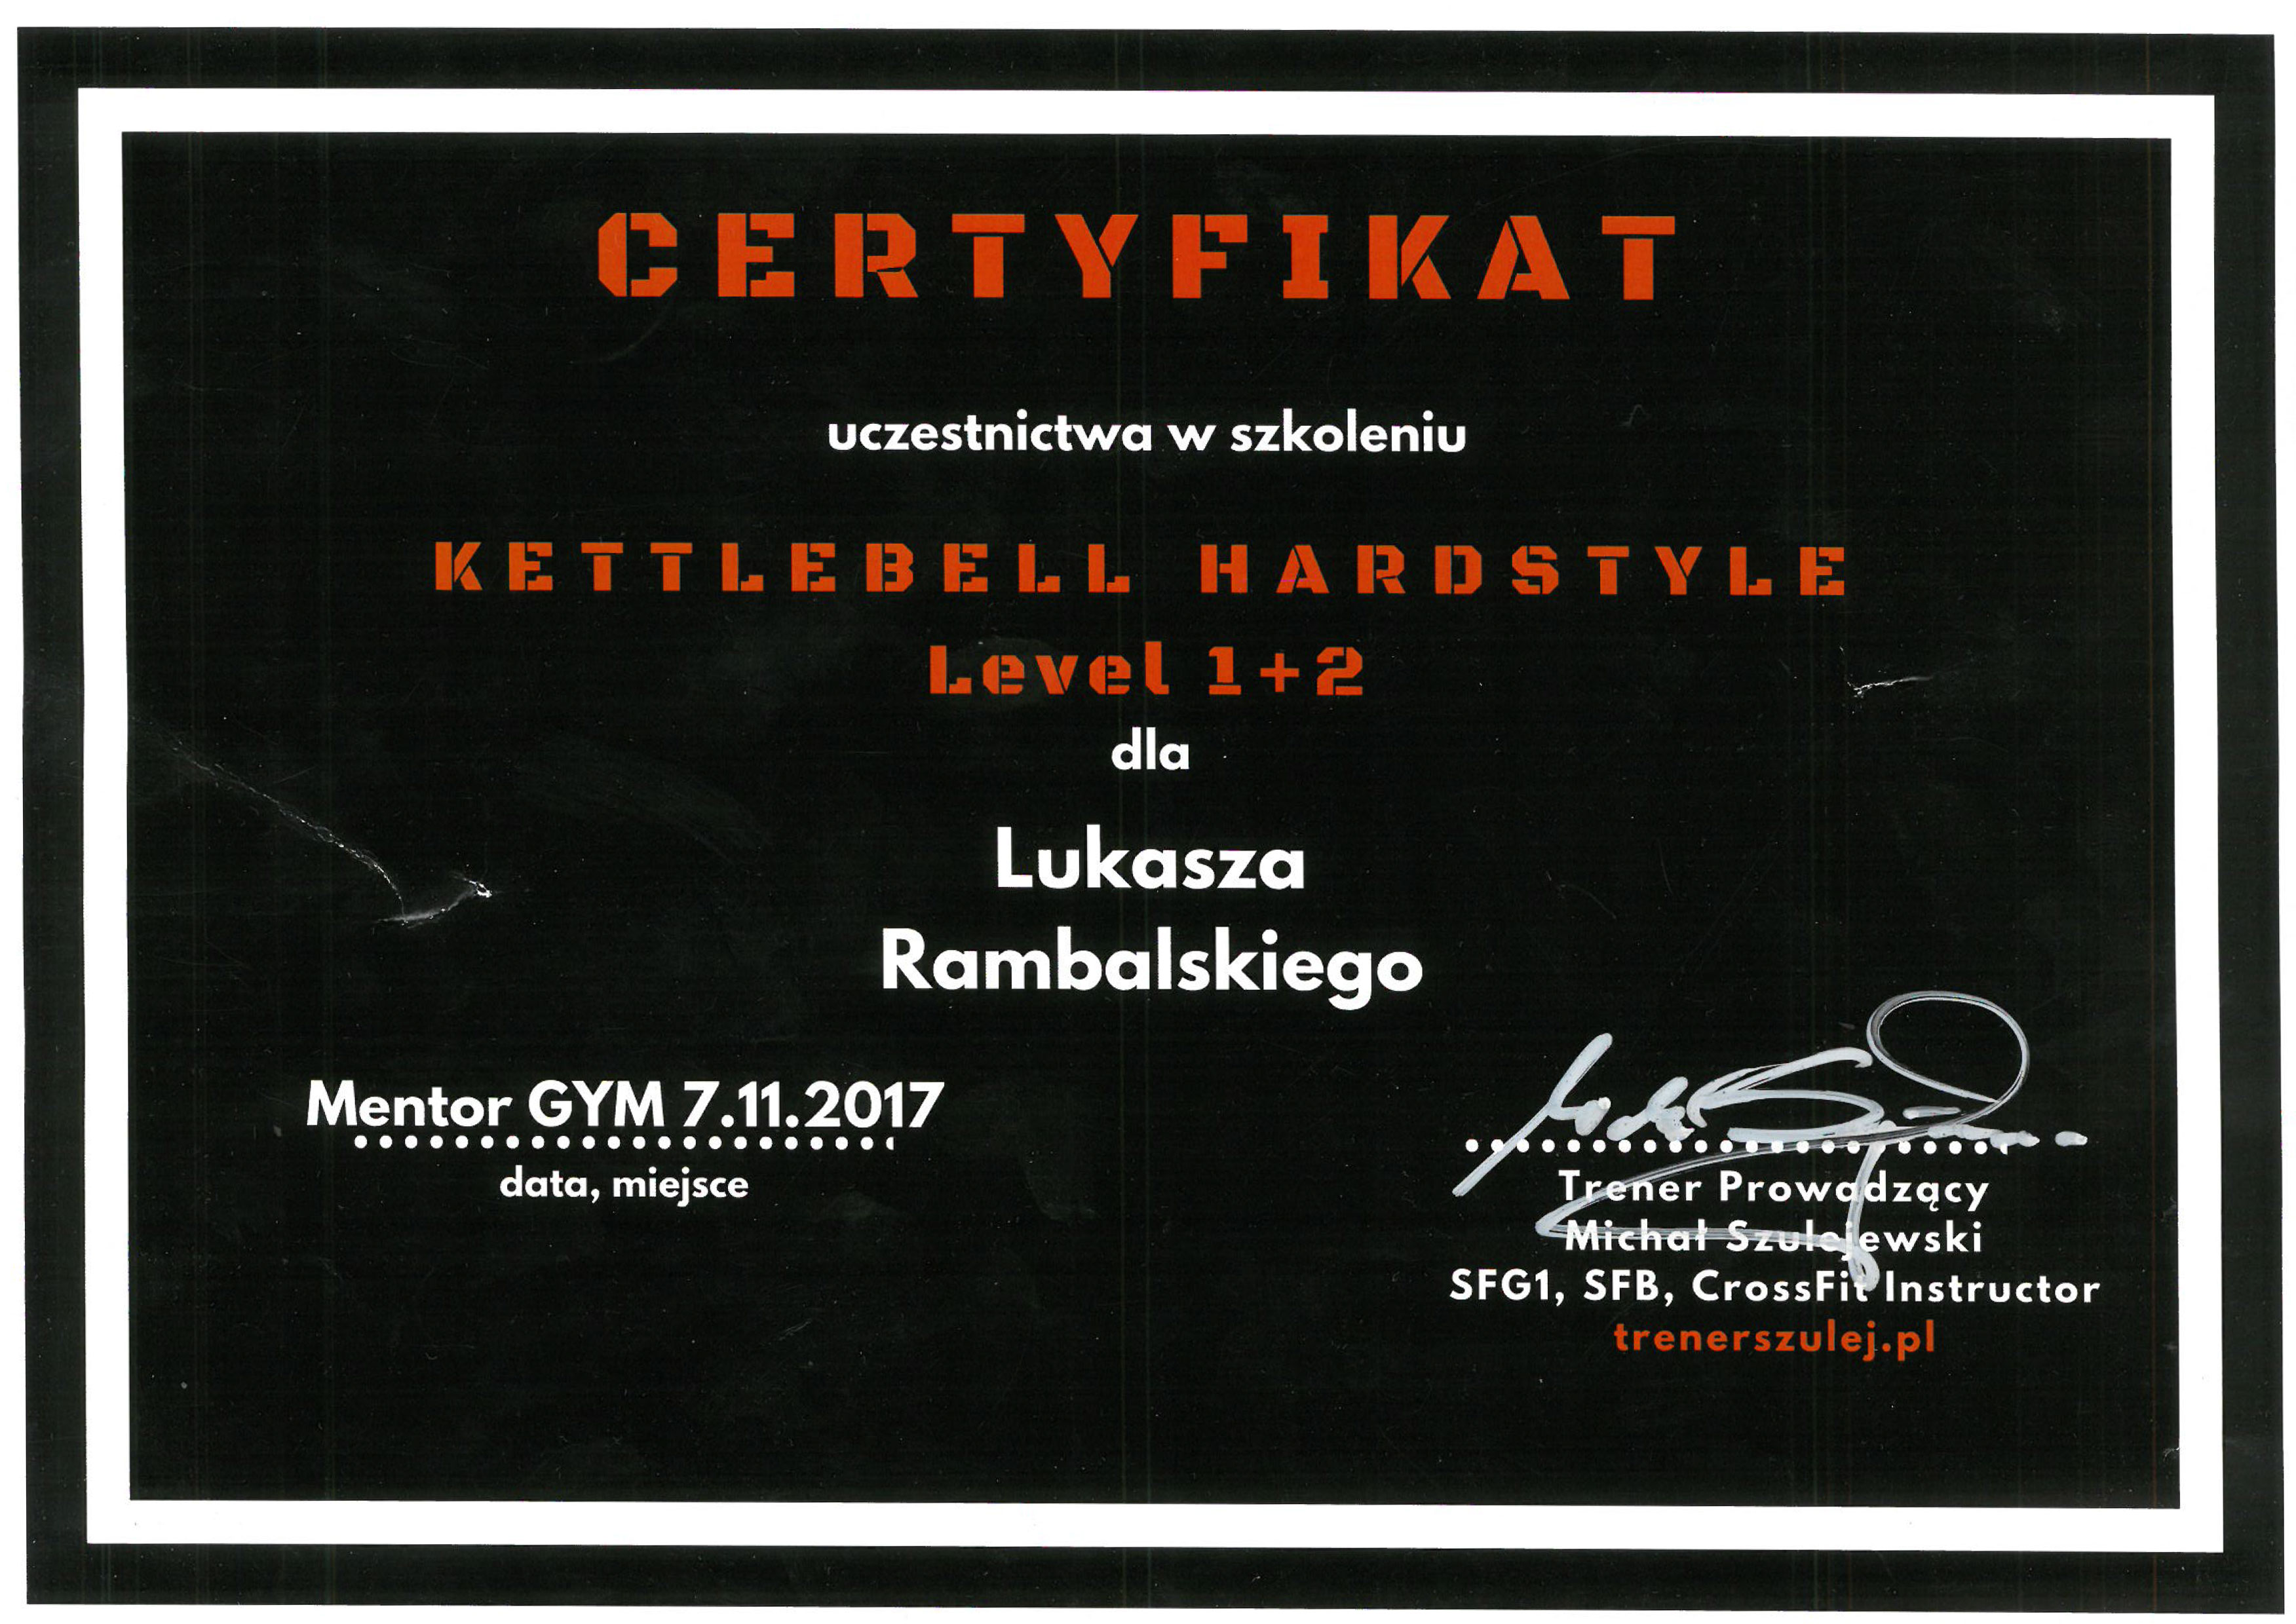 CERTYFIKAT
uczestnictwa w szkoleniu
KETTLEBELL HARDSTYLE
Level 1+2
dla
Lukasza
Rambalskiego
Mentor GYM 7.11.2017
data, miejsce
Trener Prowadzący
Michał Szulejewski
SFG1, SFB, CrossFit Instructor
trenerszulej.pl